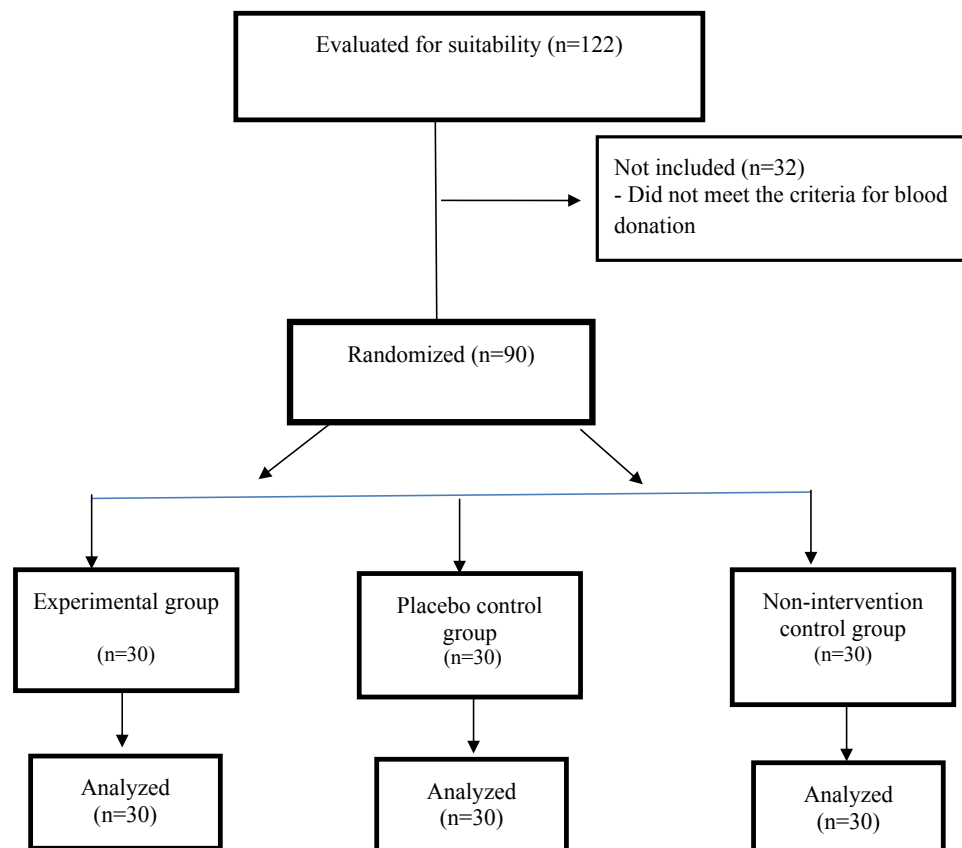 Evaluated for suitability (n=122)
Not included (n=32)
- Did not meet the criteria for blood
donation
Randomized (n=90)
Experimental group
(n=30)
Placebo control
group
(n=30)
Non-intervention
control group
(n=30)
Analyzed
(n=30)
Analyzed
(n=30)
Analyzed
(n=30)